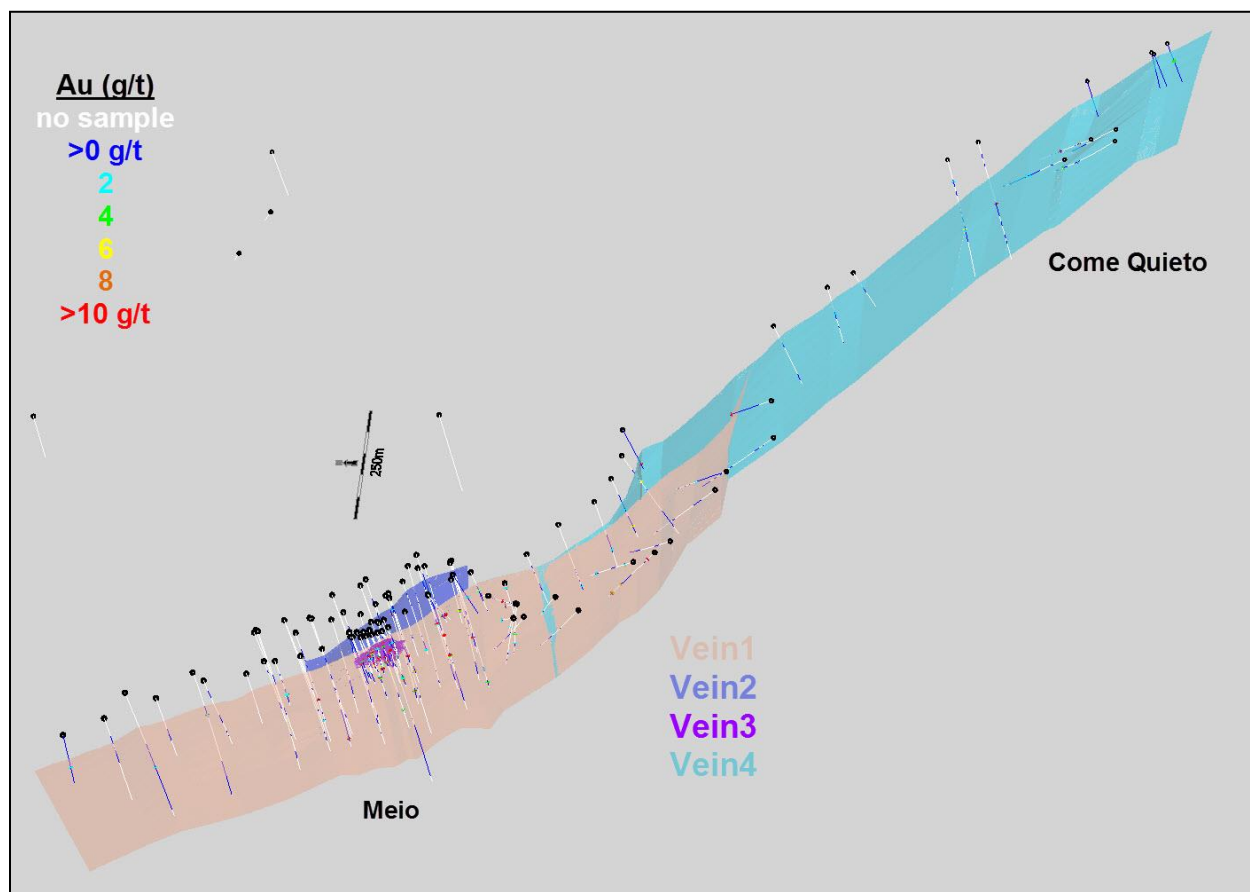 Au (g/t)
no sample
>0 g/t
2
4
6
8
>10 g/t
Come Quieto
250m
Vein1
Vein2
Vein3
Vein4
Meio